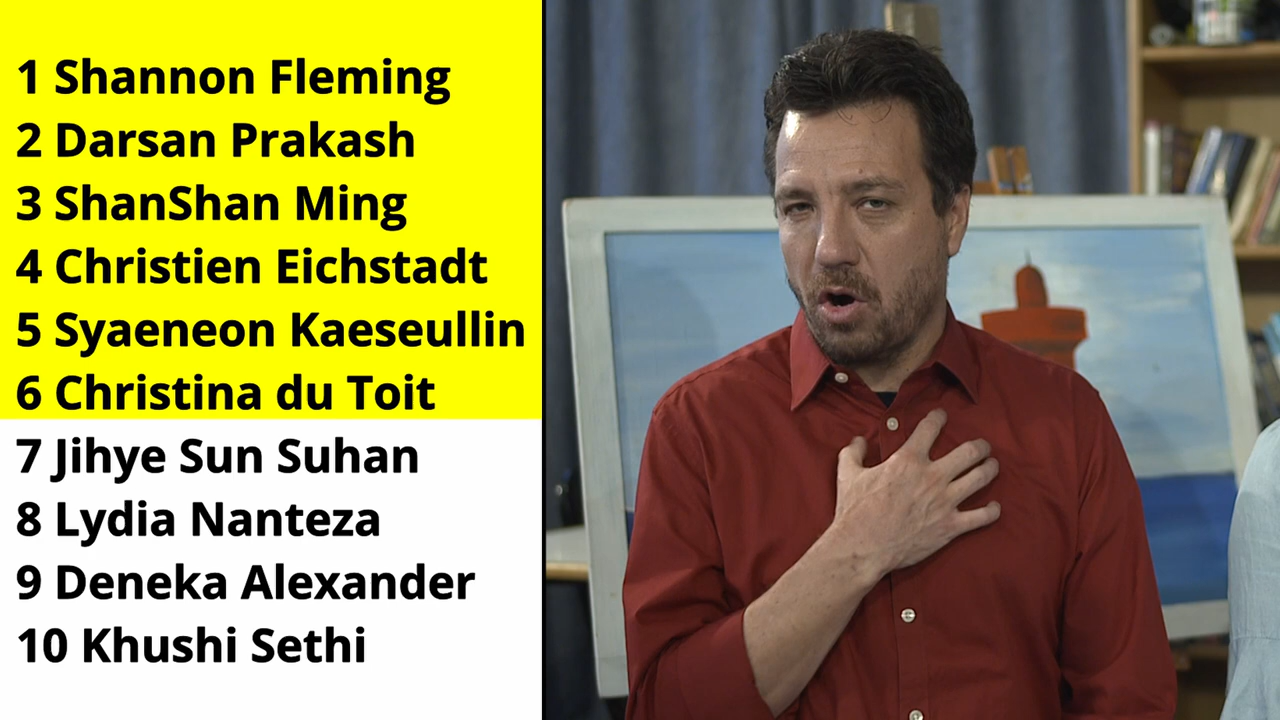 1 Shannon Fleming
2 Darsan Prakash
3 ShanShan Ming
4 Christien Eichstadt
5 Syaeneon Kaeseullin
6 Christina du Toit
7 Jihye Sun Suhan
8 Lydia Nanteza
9 Deneka Alexander
10 Khushi Sethi